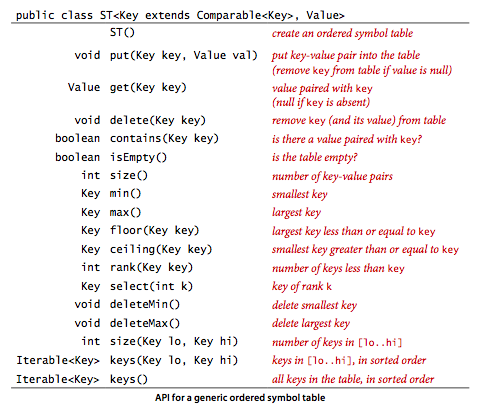 public class ST<Key extends Comparable<Key>, Value>
ST() create an ordered symbol table
void put(Key key, Value val) put key-value pair into the table
(remove key from table if value is null)
Value get(Key key) value paired with key
(null if key is absent)
void delete(Key key) remove key (and its value) from table
boolean contains(Key key) is there a value paired with key?
boolean isEmpty() is the table empty?
int size() number of key-value pairs
Key min() smallest key
Key max() largest key
Key floor(Key key) largest key less than or equal to key
Key ceiling(Key key) smallest key greater than or equal to key
int rank(Key key) number of keys less than key
Key select(int k) key of rank k
void deleteMin() delete smallest key
void deleteMax() delete largest key
int size(Key lo, Key hi) number of keys in [lo..hi]
Iterable<Key> keys(Key lo, Key hi) keys in [lo..hi], in sorted order
Iterable<Key> keys() all keys in the table, in sorted order
API for a generic ordered symbol table